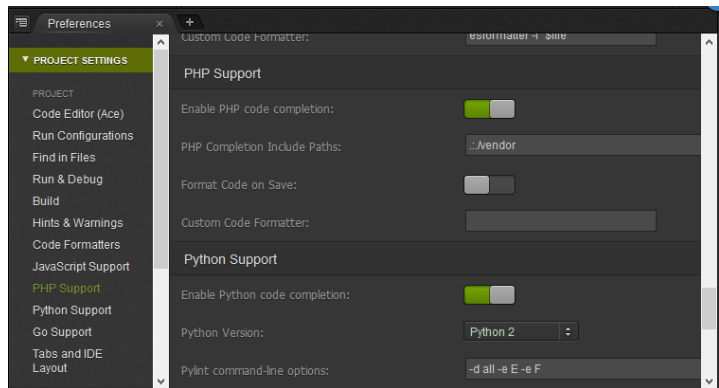 Preferences
PROJECT SETTINGS
PROJECT
Code Editor (Ace)
Run Configurations
Find in Files
Run & Debug
Build
Hints & Warnings
Code Formatters
JavaScript Support
PHP Support
Python Support
Go Support
Tabs and IDE
Layout
Custom Code Formatter: esformatter -i "$file"
PHP Support
Enable PHP code completion:
PHP Completion Include Paths: .:./vendor
Format Code on Save:
Custom Code Formatter:
Python Support
Enable Python code completion:
Python Version: Python 2
Pylint command-line options: -d all -e E -e F